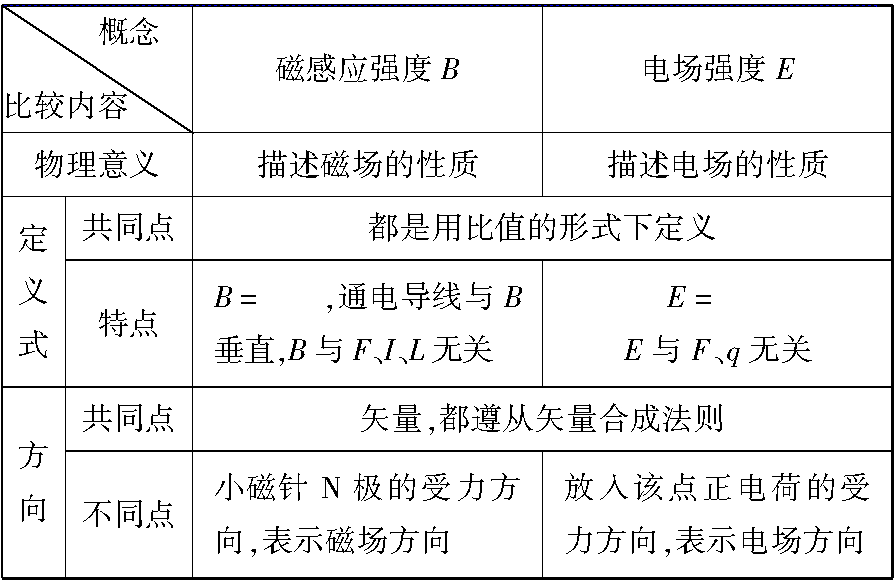 概念
比较内容
磁感应强度 B
电场强度 E
物理意义
描述磁场的性质
描述电场的性质
定义式
共同点
都是用比值的形式下定义
特点
B= ,通电导线与 B
垂直,B 与 F、I、L 无关
E=
E 与 F、q 无关
方向
共同点
矢量,都遵从矢量合成法则
不同点
小磁针 N 极的受力方
向,表示磁场方向
放入该点正电荷的受
力方向,表示电场方向